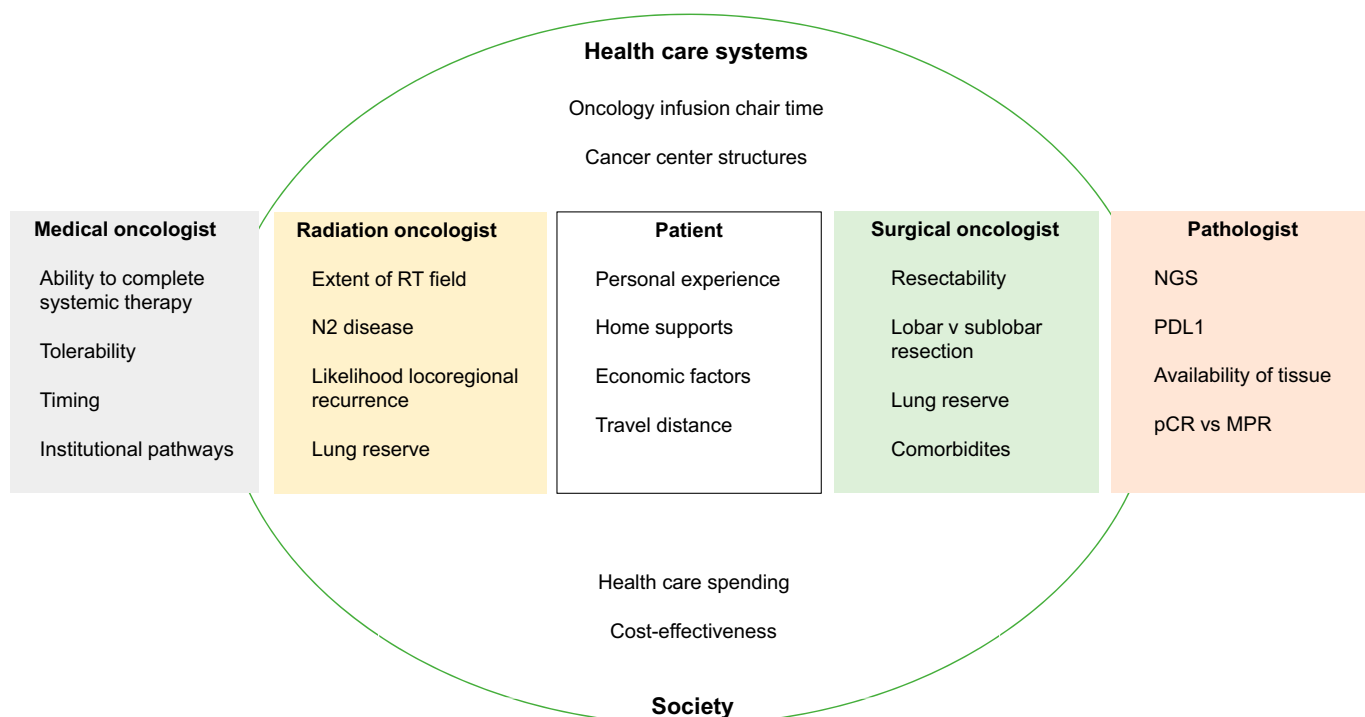 Health care systems
Oncology infusion chair time
Cancer center structures
Medical oncologist
Ability to complete
systemic therapy
Tolerability
Timing
Institutional pathways
Radiation oncologist
Extent of RT field
N2 disease
Likelihood locoregional
recurrence
Lung reserve
Patient
Personal experience
Home supports
Economic factors
Travel distance
Surgical oncologist
Resectability
Lobar v sublobar
resection
Lung reserve
Comorbidites
Pathologist
NGS
PDL1
Availability of tissue
pCR vs MPR
Health care spending
Cost-effectiveness
Society